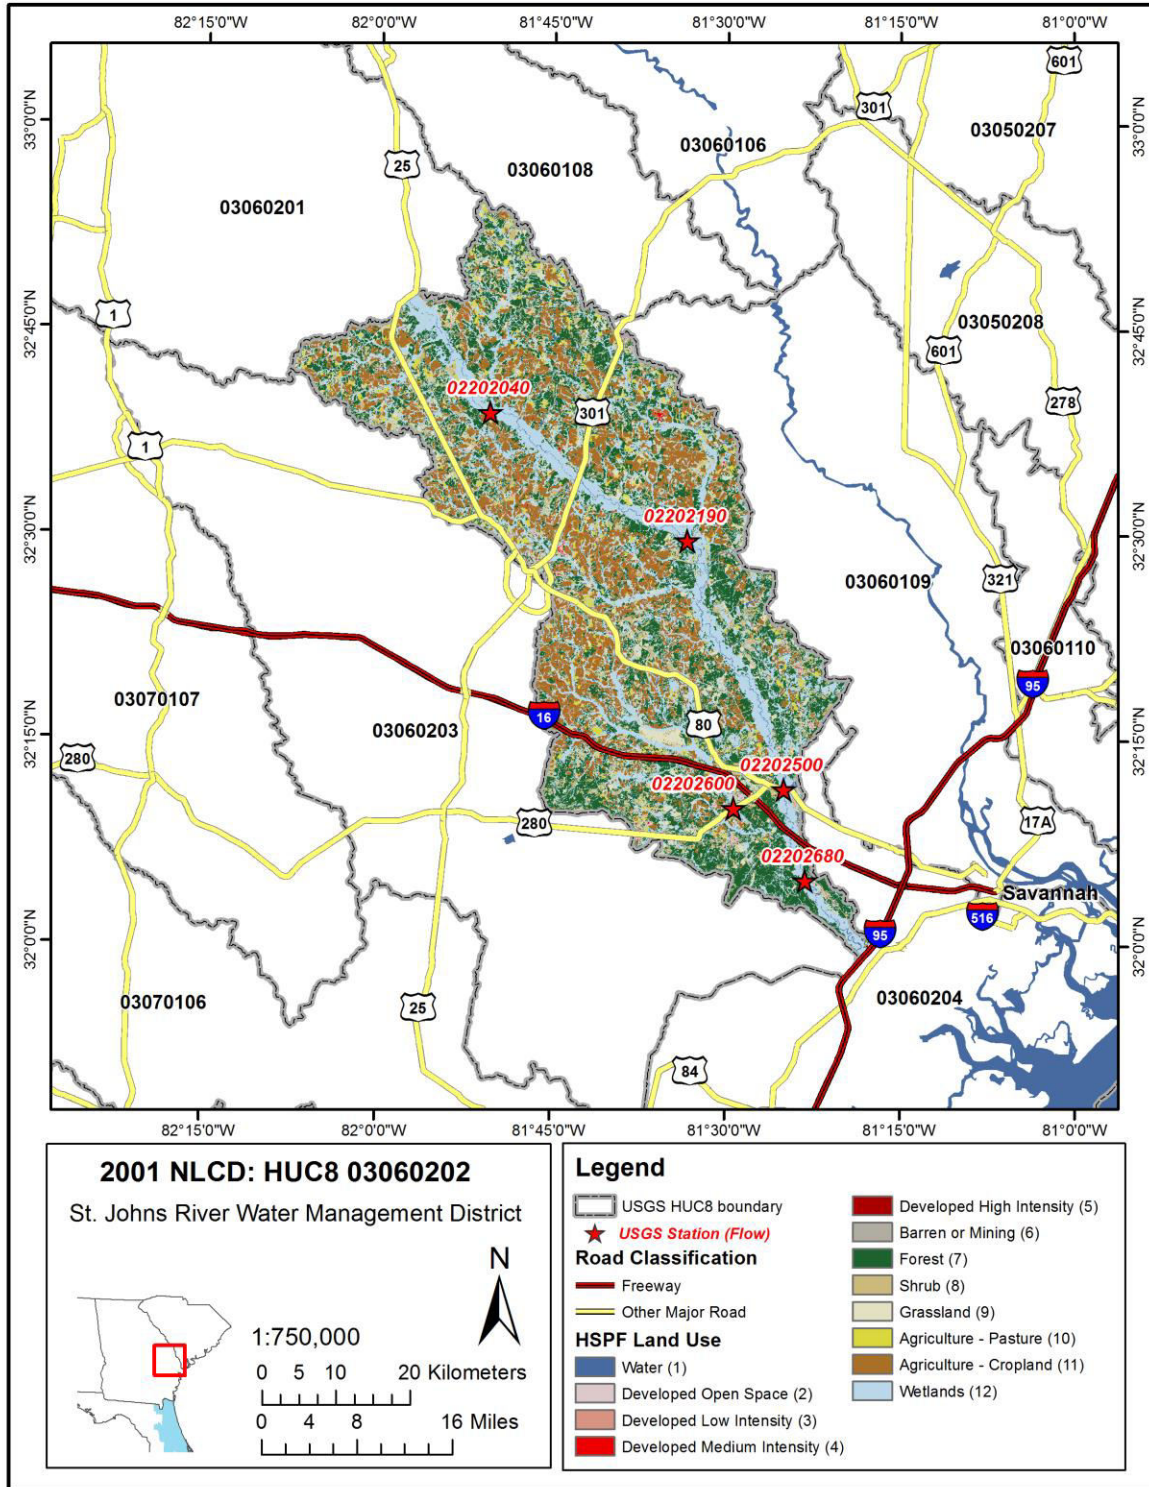 82°15'0"W 82°0'0"W 81°45'0"W 81°30'0"W 81°15'0"W 81°0'0"W
601
301
33°0'0"N
33°0'0"N
03050207
03060106
25
03060108
03060201
32°45'0"N
32°45'0"N
1
03050208
601
02202040
278
301
1
02202190
32°30'0"N
32°30'0"N
03060109
321
03060110
95
03070107
16
80
03060203
32°15'0"N
32°15'0"N
280
02202500
02202600
280
17A
02202680
Savannah
516
95
32°0'0"N
32°0'0"N
03070106
03060204
25
84
82°15'0"W 82°0'0"W 81°45'0"W 81°30'0"W 81°15'0"W 81°0'0"W
2001 NLCD: HUC8 03060202
St. Johns River Water Management District
N
1:750,000
0 5 10 20 Kilometers
0 4 8 16 Miles
Legend
USGS HUC8 boundary
USGS Station (Flow)
Road Classification
Freeway
Other Major Road
HSPF Land Use
Water (1)
Developed Open Space (2)
Developed Low Intensity (3)
Developed Medium Intensity (4)
Developed High Intensity (5)
Barren or Mining (6)
Forest (7)
Shrub (8)
Grassland (9)
Agriculture - Pasture (10)
Agriculture - Cropland (11)
Wetlands (12)